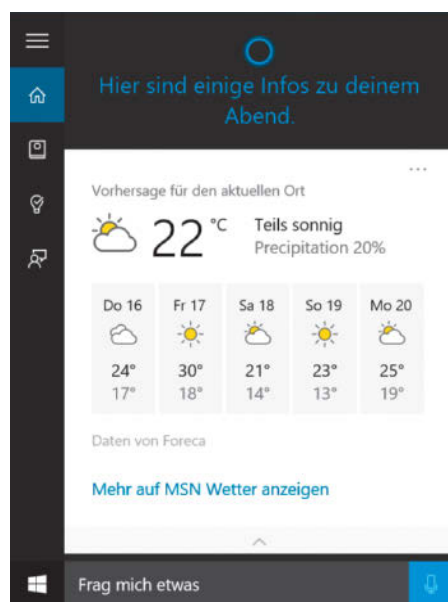 Hier sind einige Infos zu deinem
Abend.
...
Vorhersage für den aktuellen Ort
22 °C
Teils sonnig
Precipitation 20%
Do 16 Fr 17 Sa 18 So 19 Mo 20
24° 30° 21° 23° 25°
17° 18° 14° 13° 19°
Daten von Foreca
Mehr auf MSN Wetter anzeigen
Frag mich etwas